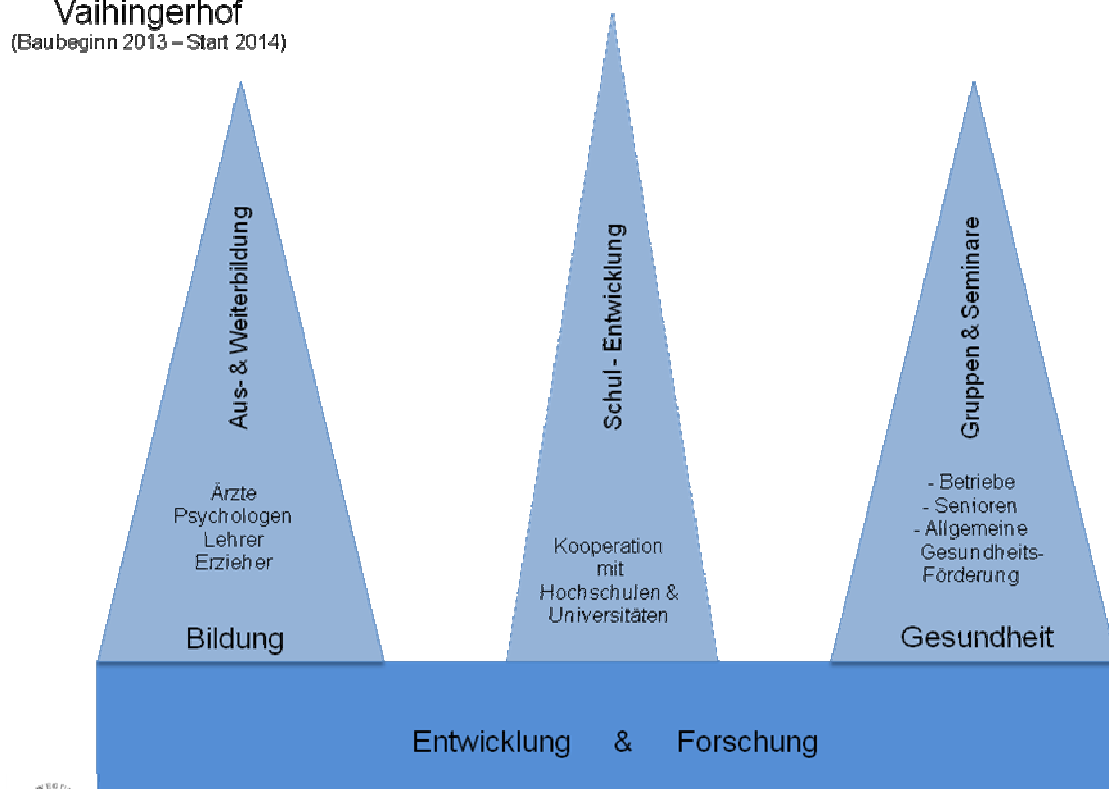 Vaihingerhof
(Baubeginn 2013 – Start 2014)
Aus- & Weiterbildung
Ärzte
Psychologen
Lehrer
Erzieher
Bildung
Schul - Entwicklung
Kooperation
mit
Hochschulen &
Universitäten
Gruppen & Seminare
- Betriebe
- Senioren
- Allgemeine
Gesundheits-
Förderung
Gesundheit
Entwicklung & Forschung